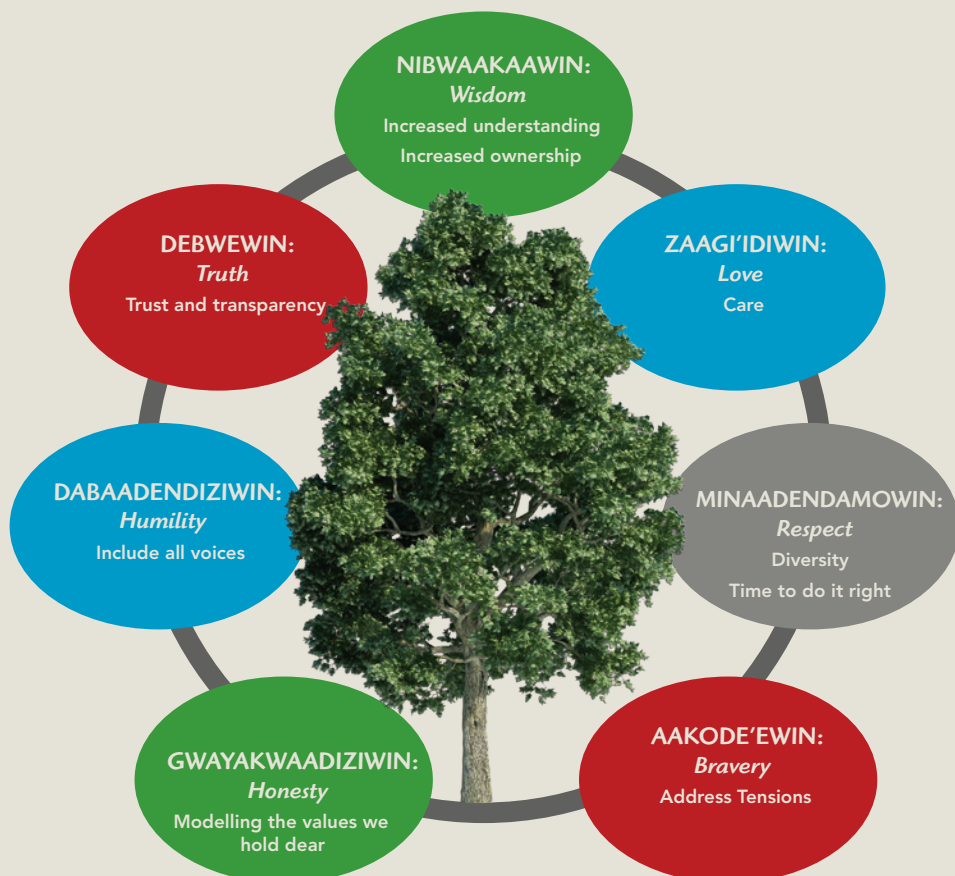 NIBWAAKAAWIN:
Wisdom
Increased understanding
Increased ownership
ZAAGI’IDIWIN:
Love
Care
MINAADENDAMOWIN:
Respect
Diversity
Time to do it right
AAKODE’EWIN:
Bravery
Address Tensions
GWAYAKWAADIZIWIN:
Honesty
Modelling the values we
hold dear
DABAADENDIZIWIN:
Humility
Include all voices
DEBWEWIN:
Truth
Trust and transparency